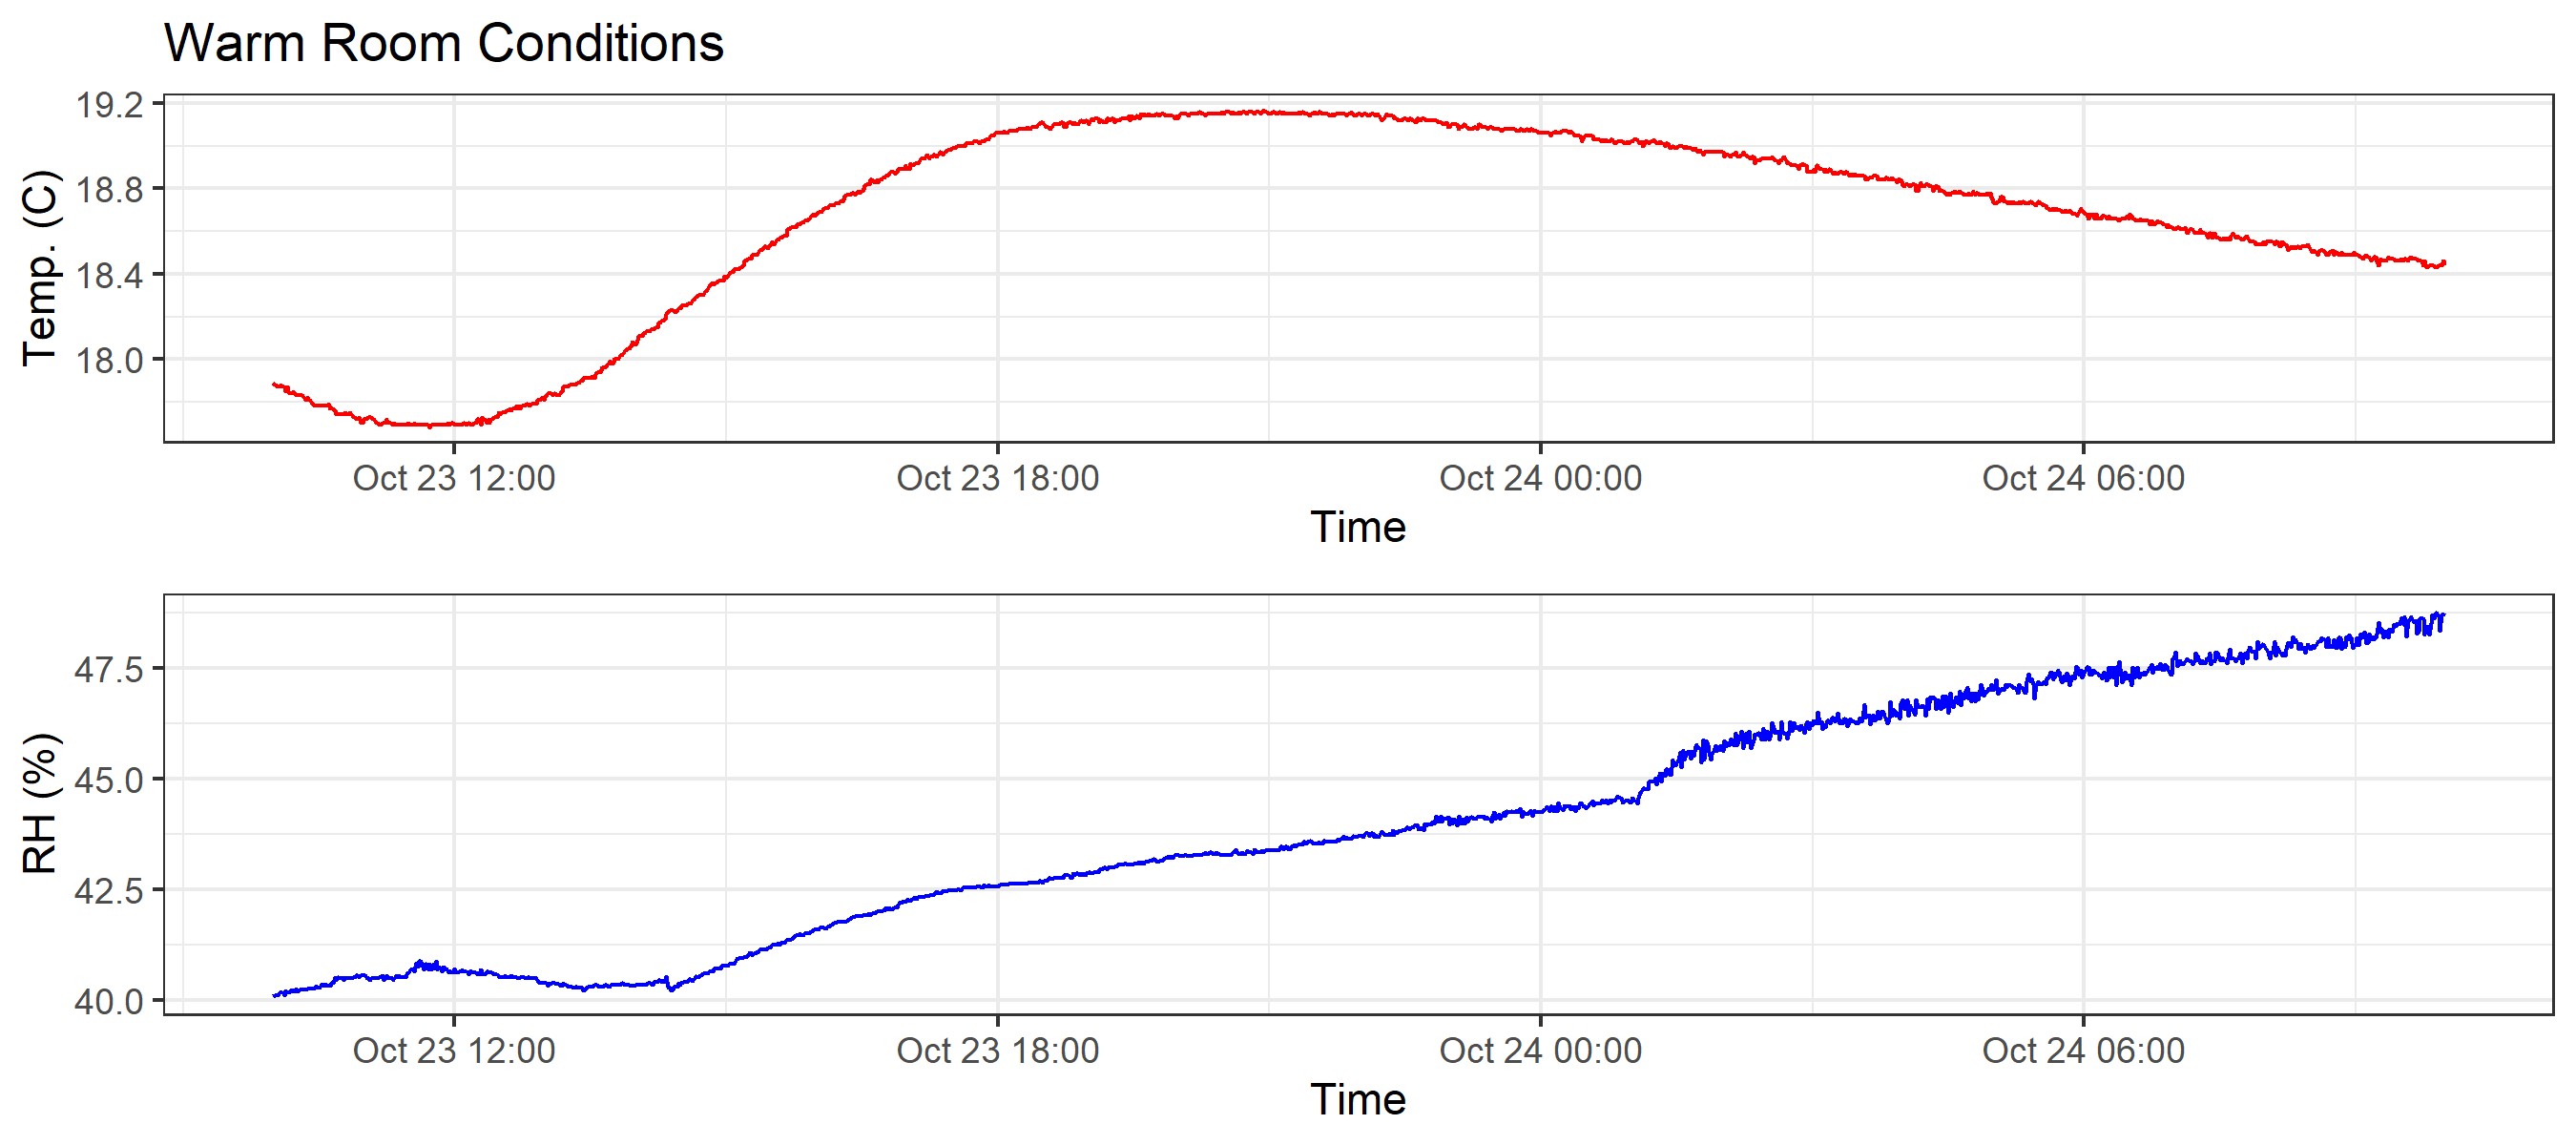 Warm Room Conditions
19.2
18.8
18.4
18.0
Temp. (C)
Oct 23 12:00 Oct 23 18:00 Oct 24 00:00 Oct 24 06:00
Time
47.5
45.0
42.5
40.0
RH (%)
Oct 23 12:00 Oct 23 18:00 Oct 24 00:00 Oct 24 06:00
Time